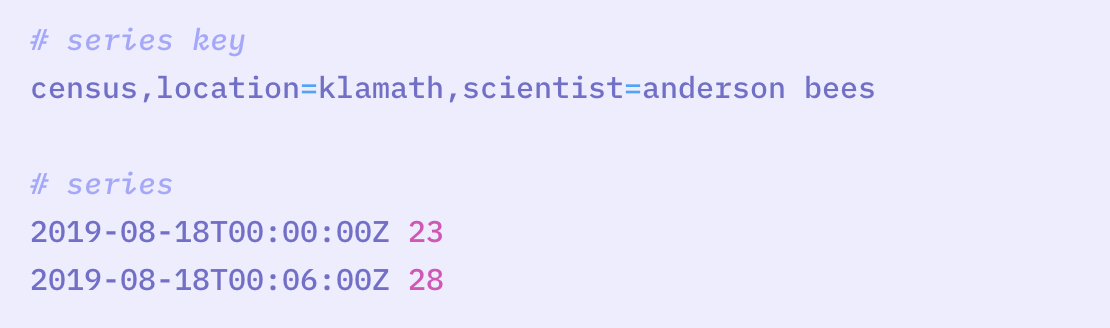 # series key
census,location=klamath,scientist=anderson bees
# series
2019-08-18T00:00:00Z 23
2019-08-18T00:06:00Z 28